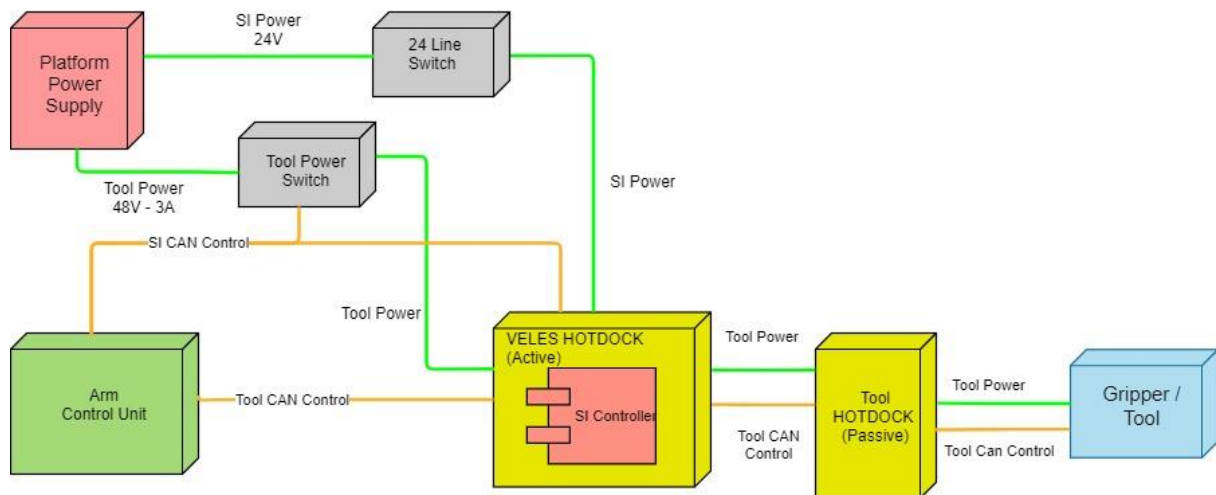 SI Power
24V
Platform
Power
Supply
24 Line
Switch
Tool Power
Switch
Tool Power
48V - 3A
SI Power
SI CAN Control
Tool Power
VELES HOTDOCK
(Active)
SI Controller
Arm
Control Unit
Tool CAN Control
Tool Power
Tool CAN
Control
Tool
HOTDOCK
(Passive)
Tool Power
Tool Can Control
Gripper /
Tool